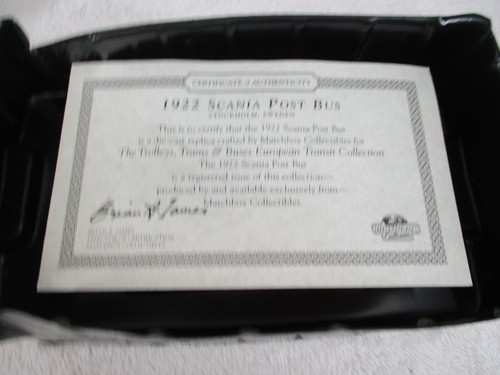 CERTIFICATE of AUTHENTICITY
1922 SCANIA POST BUS
STOCKHOLM, SWEDEN
This is to certify that the 1922 Scania Post Bus
is a die-cast replica crafted by Matchbox Collectibles for
The Trolleys, Trams & Buses European Transit Collection
The 1922 Scania Post Bus
is a registered issue of this collection—
produced by and available exclusively from—
Matchbox Collectibles.
Brian R. James